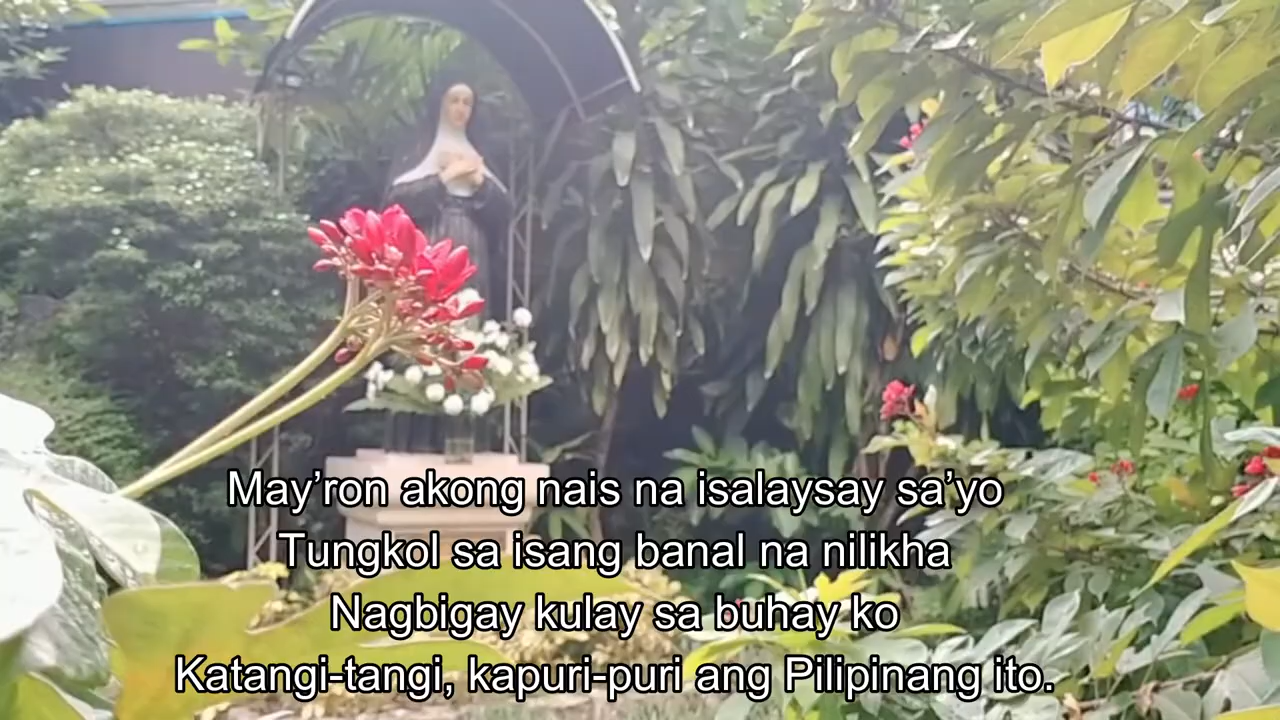 May’ron akong nais na isalaysay sa’yo
Tungkol sa isang banal na nilikha
Nagbigay kulay sa buhay ko
Katangi-tangi, kapuri-puri ang Pilipinang ito.